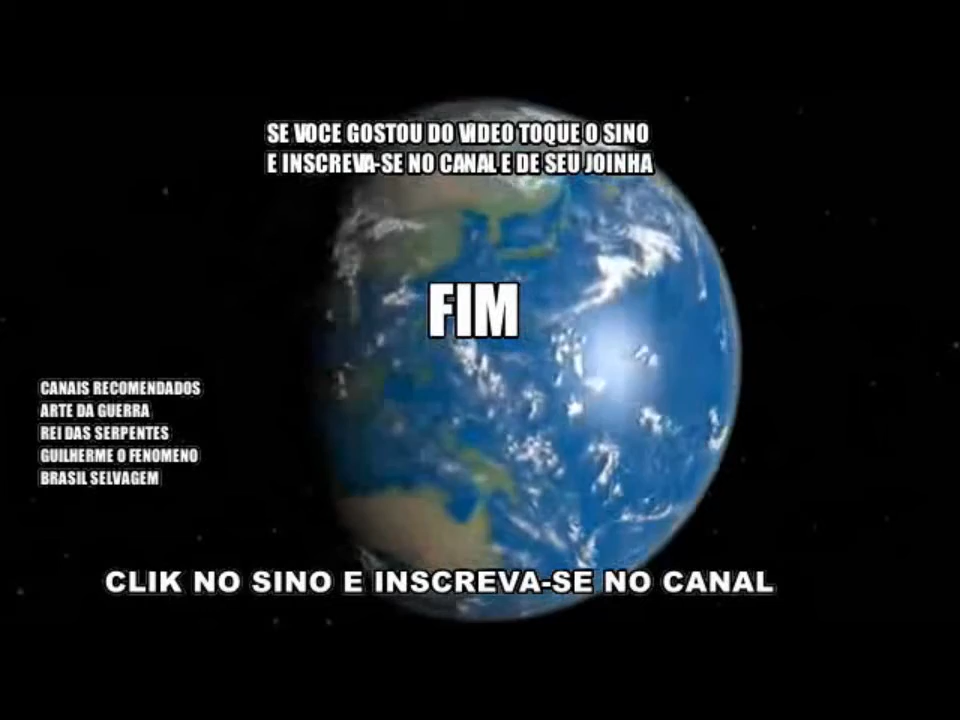 SE VOCE GOSTOU DO VIDEO TOQUE O SINO
E INSCREVA-SE NO CANAL E DE SEU JOINHA
FIM
CANAIS RECOMENDADOS
ARTE DA GUERRA
REI DAS SERPENTES
GUILHERME O FENOMENO
BRASIL SELVAGEM
CLIK NO SINO E INSCREVA-SE NO CANAL